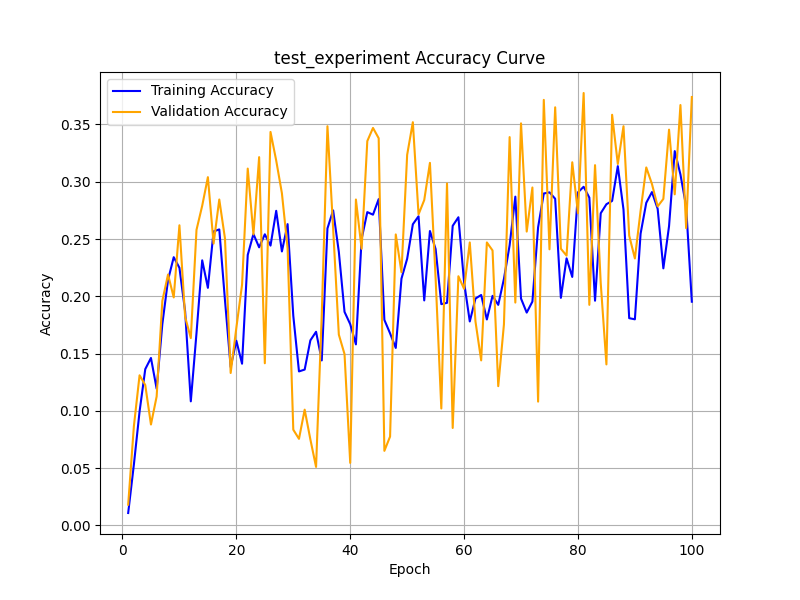 test_experiment Accuracy Curve
Training Accuracy
Validation Accuracy
0.35
0.30
0.25
0.20
0.15
0.10
0.05
0.00
Accuracy
0
20
40
60
80
100
Epoch